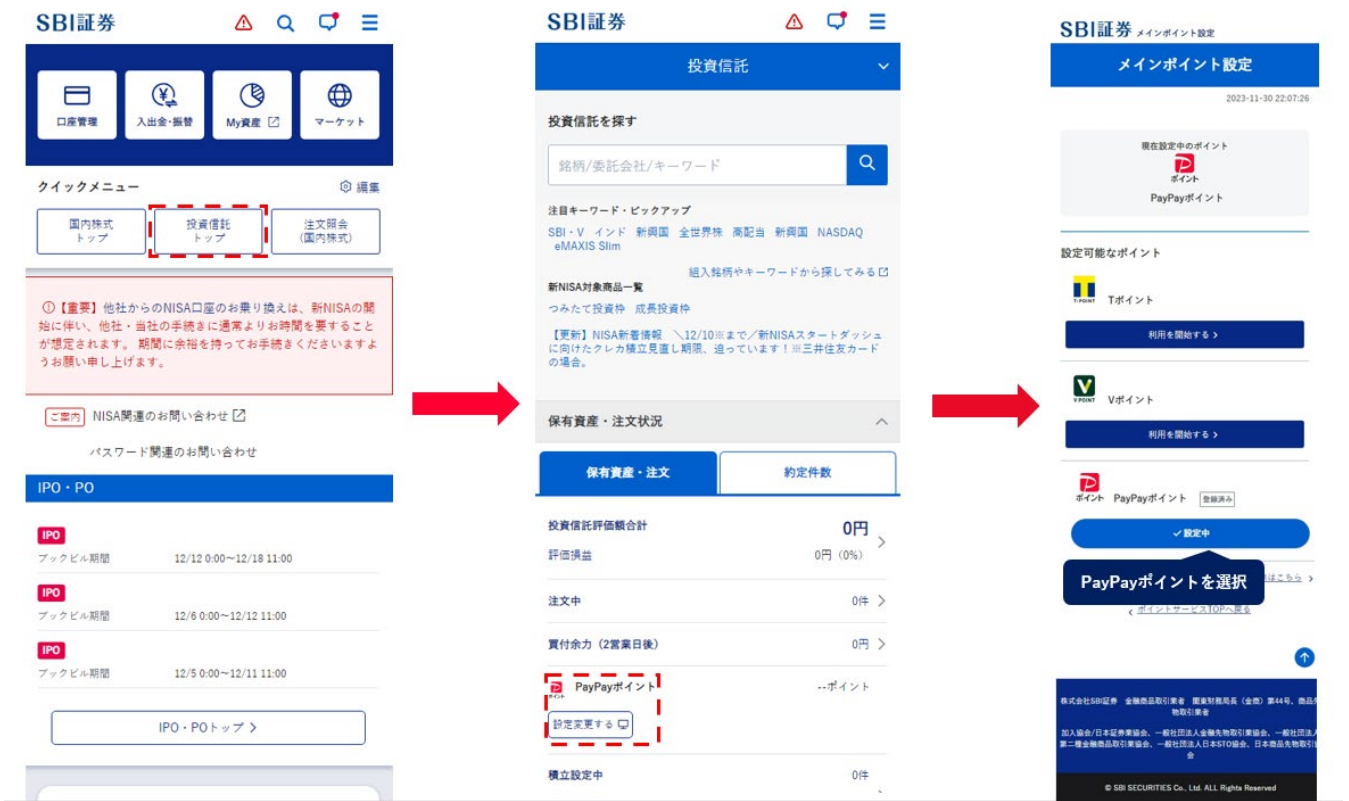 SBI証券
口座管理
入出金・振替
My資産
マーケット
クイックメニュー
編集
国内株式
トップ
投資信託
トップ
注文照会
(国内株式)
【重要】他社からのNISA口座のお乗り換えは、新NISAの開
始に伴い、他社・当社の手続きに通常よりお時間を要すること
が想定されます。 期間に余裕を持ってお手続きくださいますよ
うお願い申し上げます。
ご案内 NISA関連のお問い合わせ
パスワード関連のお問い合わせ
IPO・PO
IPO
ブックビル期間 12/12 0:00～12/18 11:00
IPO
ブックビル期間 12/6 0:00～12/12 11:00
IPO
ブックビル期間 12/5 0:00～12/11 11:00
IPO・POトップ >
SBI証券
投資信託
投資信託を探す
銘柄/委託会社/キーワード
注目キーワード・ピックアップ
SBI・V インド 新興国 全世界株 高配当 新興国 NASDAQ
eMAXIS Slim
組入銘柄やキーワードから探してみる
新NISA対象商品一覧
つみたて投資枠 成長投資枠
【更新】NISA新着情報 ＼12/10※まで／新NISAスタートダッシュ
に向けたクレカ積立見直し期限、迫っています！※三井住友カード
の場合。
保有資産・注文状況
保有資産・注文
約定件数
投資信託評価額合計 0円
評価損益 0円 (0%)
注文中 0件
買付余力 (2営業日後) 0円
ポイント PayPayポイント --ポイント
設定変更する
積立設定中 0件
SBI証券 メインポイント設定
メインポイント設定
2023-11-30 22:07:26
現在設定中のポイント
ポイント
PayPayポイント
設定可能なポイント
T-POINT Tポイント
利用を開始する >
V POINT Vポイント
利用を開始する >
ポイント PayPayポイント 登録済み
設定中
PayPayポイントを選択
はこちら
ポイントサービスTOPへ戻る
株式会社SBI証券 金融商品取引業者 関東財務局長（金商）第44号、商品先
物取引業者
加入協会/日本証券業協会、一般社団法人金融先物取引業協会、一般社団法人
第二種金融商品取引業協会、一般社団法人日本STO協会、日本商品先物取引協
会
© SBI SECURITIES Co., Ltd. ALL Rights Reserved